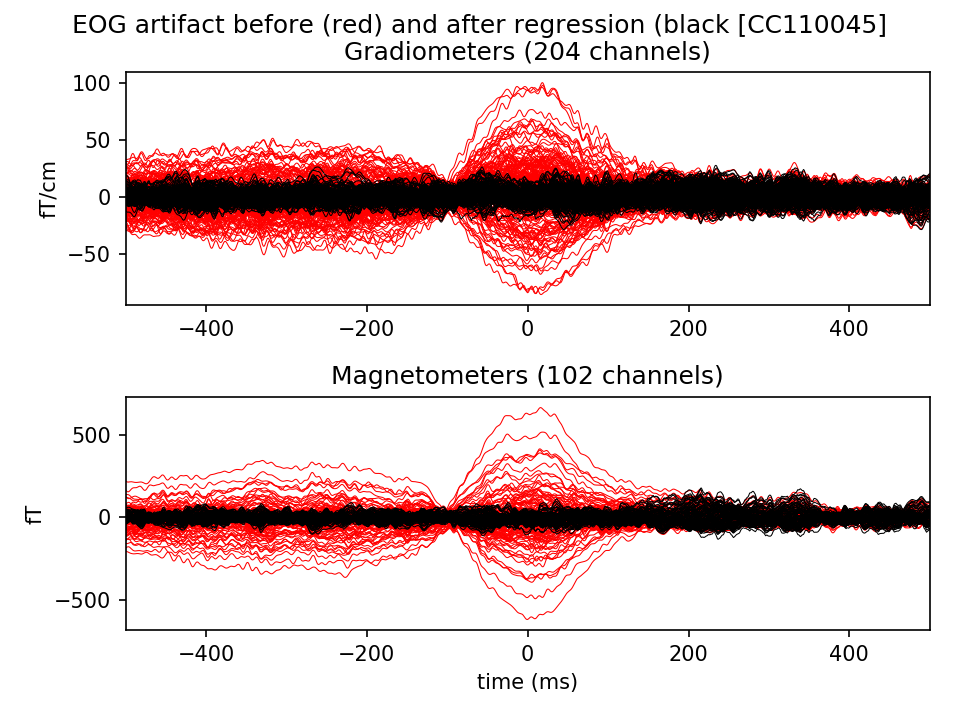 EOG artifact before (red) and after regression (black [CC110045]
Gradiometers (204 channels)
100
50
0
−50
fT/cm
−400 −200 0 200 400
Magnetometers (102 channels)
500
0
−500
fT
−400 −200 0 200 400
time (ms)